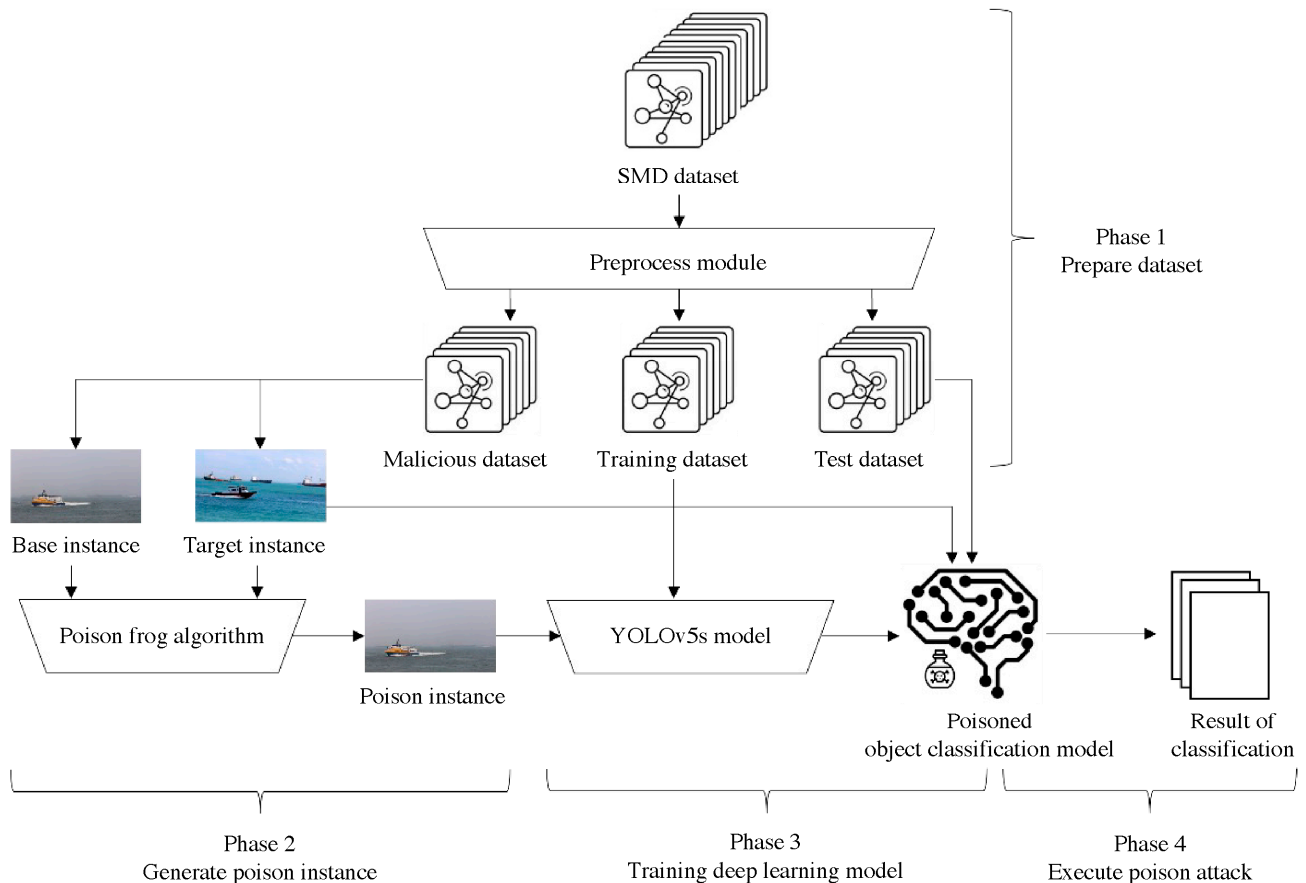 SMD dataset
Preprocess module
Phase 1
Prepare dataset
Malicious dataset
Training dataset
Test dataset
Base instance
Target instance
Poison frog algorithm
YOLOv5s model
Poison instance
Poisoned
object classification model
Result of
classification
Phase 2
Generate poison instance
Phase 3
Training deep learning model
Phase 4
Execute poison attack